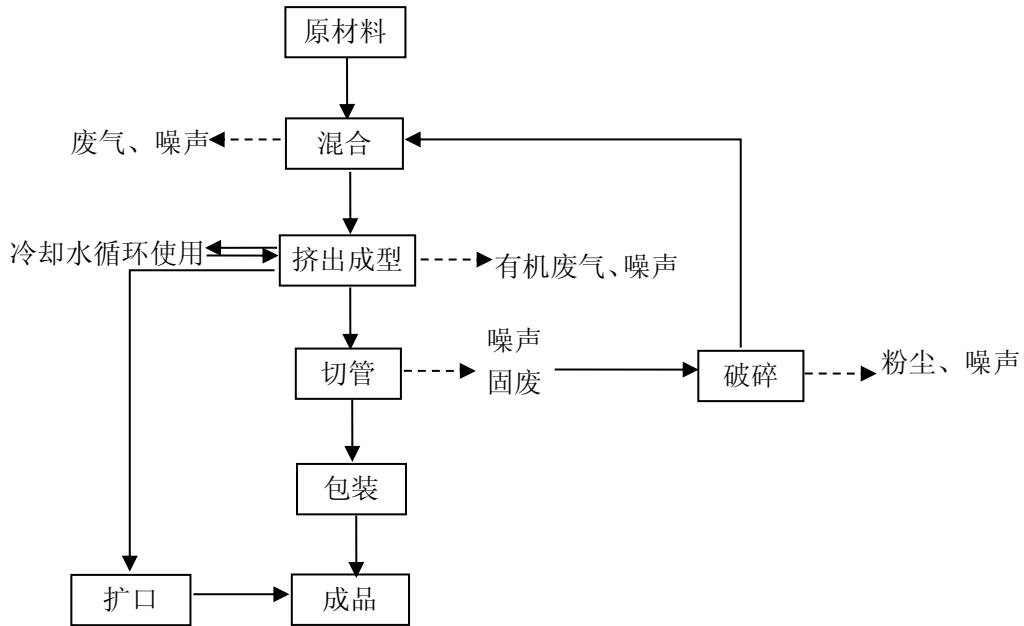 原材料
废气、噪声
混合
冷却水循环使用
挤出成型
有机废气、噪声
切管
噪声
固废
破碎
粉尘、噪声
包装
扩口
成品